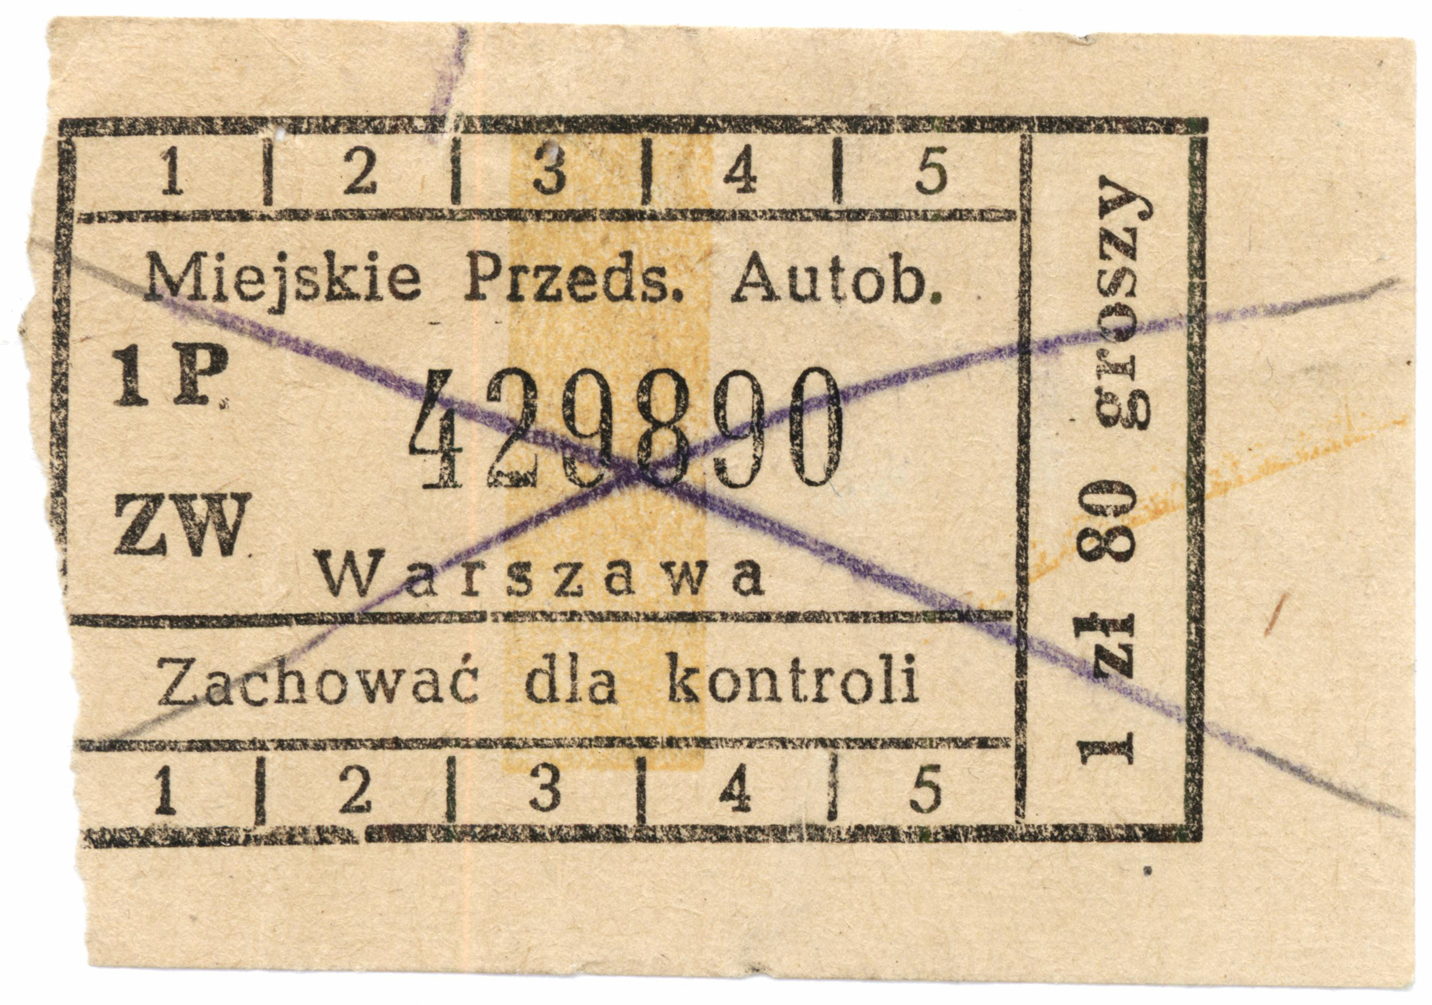 1 | 2 | 3 | 4 | 5
Miejskie Przeds. Autob.
1 P
429890
ZW
Warszawa
Zachować dla kontroli
1 | 2 | 3 | 4 | 5
1 zł 80 groszy